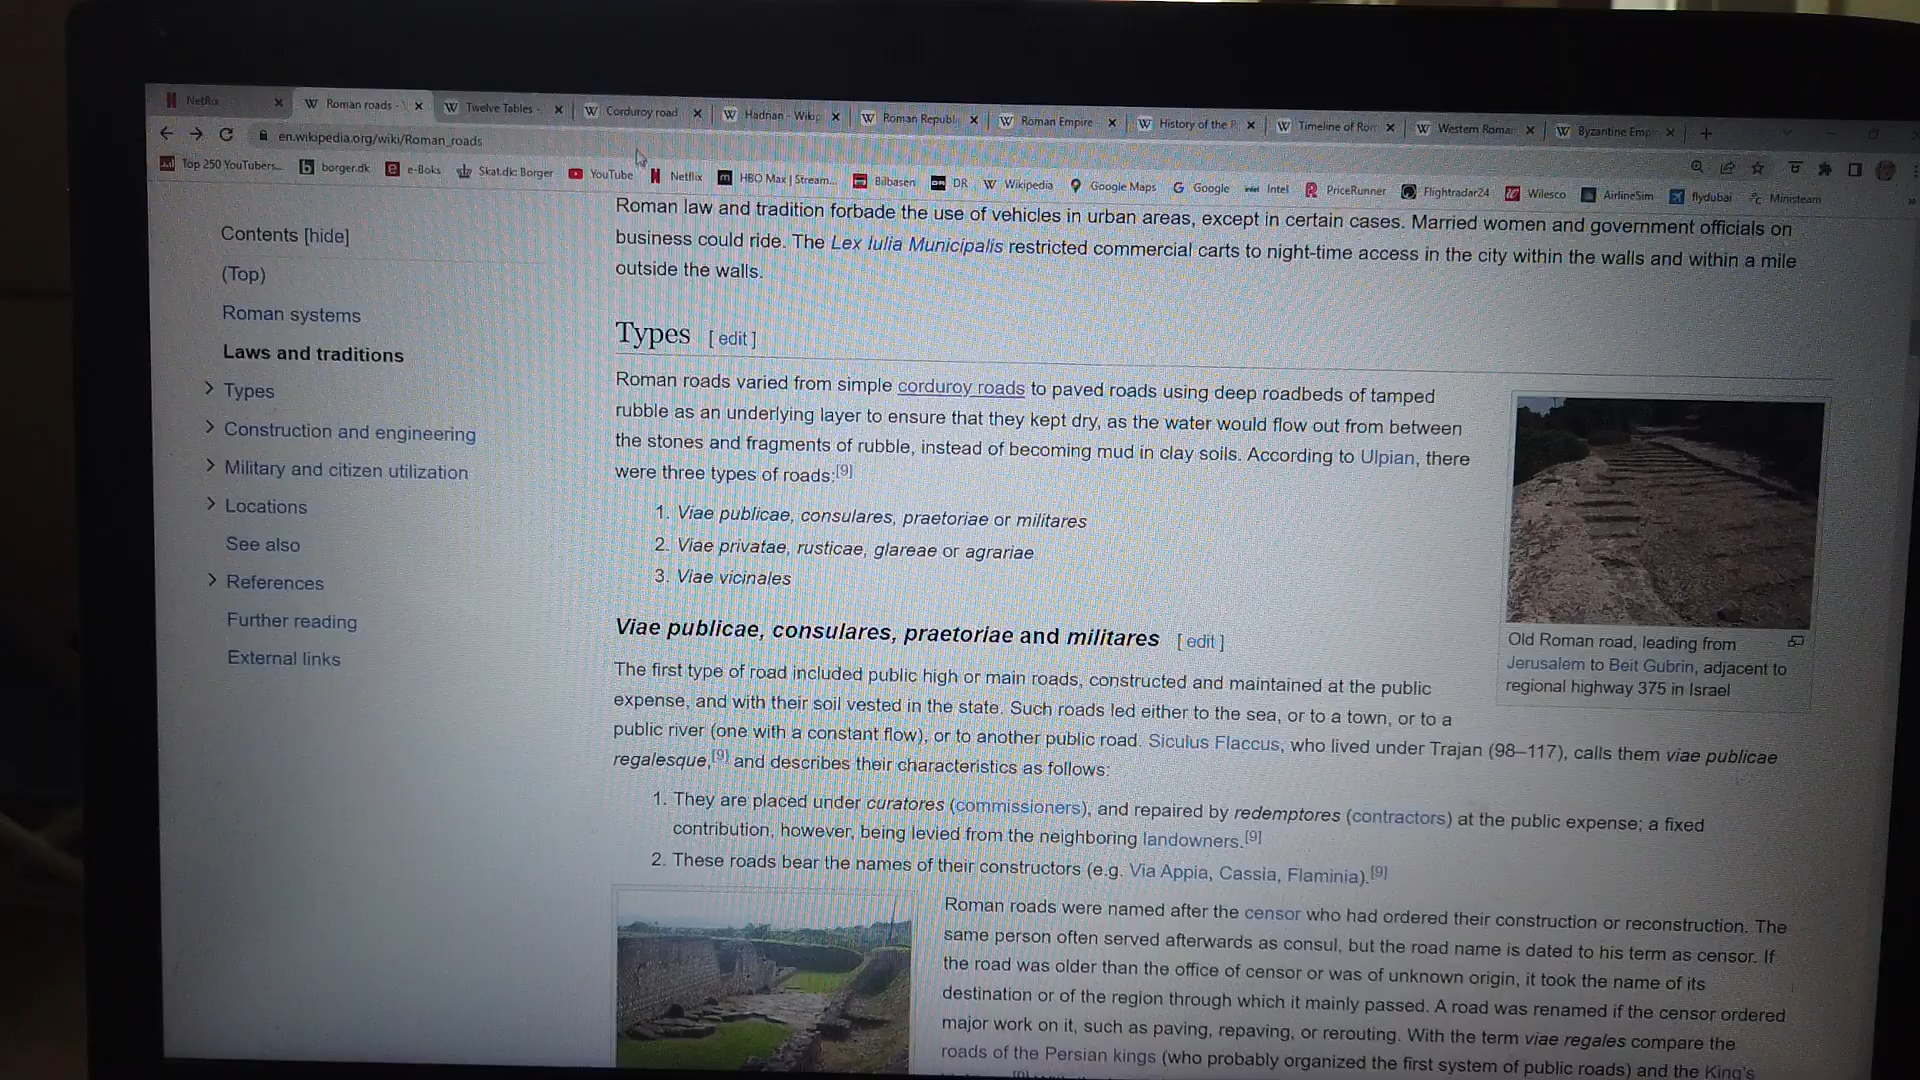 Netflix
Roman roads -
Twelve Tables -
Corduroy road
Hadrian - Wikip
Roman Republi
Roman Empire -
History of the R
Timeline of Rom
Western Roma
Byzantine Emp
en.wikipedia.org/wiki/Roman_roads
Top 250 YouTubers...
borger.dk
e-Boks
Skat.dk: Borger
YouTube
Netflix
HBO Max | Stream...
Bilbasen
DR
Wikipedia
Google Maps
Google
Intel
PriceRunner
Flightradar24
Wilesco
AirlineSim
flydubai
Ministeam
Contents [hide]
(Top)
Roman systems
Laws and traditions
Types
Construction and engineering
Military and citizen utilization
Locations
See also
References
Further reading
External links
Roman law and tradition forbade the use of vehicles in urban areas, except in certain cases. Married women and government officials on
business could ride. The Lex Iulia Municipalis restricted commercial carts to night-time access in the city within the walls and within a mile
outside the walls.
Types [ edit ]
Roman roads varied from simple corduroy roads to paved roads using deep roadbeds of tamped
rubble as an underlying layer to ensure that they kept dry, as the water would flow out from between
the stones and fragments of rubble, instead of becoming mud in clay soils. According to Ulpian, there
were three types of roads:[9]
1. Viae publicae, consulares, praetoriae or militares
2. Viae privatae, rusticae, glareae or agrariae
3. Viae vicinales
Old Roman road, leading from
Jerusalem to Beit Gubrin, adjacent to
regional highway 375 in Israel
Viae publicae, consulares, praetoriae and militares [ edit ]
The first type of road included public high or main roads, constructed and maintained at the public
expense, and with their soil vested in the state. Such roads led either to the sea, or to a town, or to a
public river (one with a constant flow), or to another public road. Siculus Flaccus, who lived under Trajan (98–117), calls them viae publicae
regalesque,[9] and describes their characteristics as follows:
1. They are placed under curatores (commissioners), and repaired by redemptores (contractors) at the public expense; a fixed
contribution, however, being levied from the neighboring landowners.[9]
2. These roads bear the names of their constructors (e.g. Via Appia, Cassia, Flaminia).[9]
Roman roads were named after the censor who had ordered their construction or reconstruction. The
same person often served afterwards as consul, but the road name is dated to his term as censor. If
the road was older than the office of censor or was of unknown origin, it took the name of its
destination or of the region through which it mainly passed. A road was renamed if the censor ordered
major work on it, such as paving, repaving, or rerouting. With the term viae regales compare the
roads of the Persian kings (who probably organized the first system of public roads) and the King's